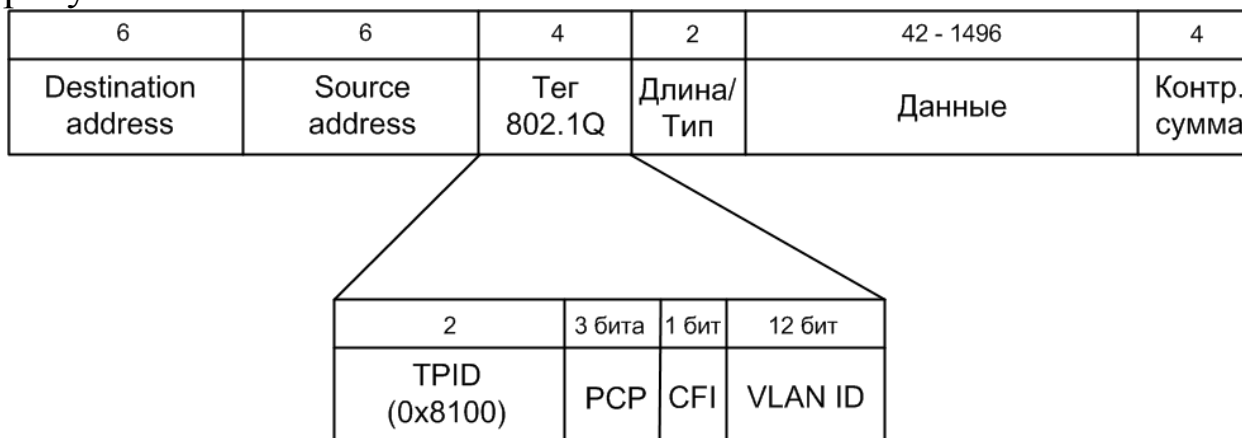 6 6 4 2 42 - 1496 4
Destination address Source address Тег 802.1Q Длина/ Тип Данные Контр. сумма
2 3 бита 1 бит 12 бит
TPID (0x8100) PCP CFI VLAN ID